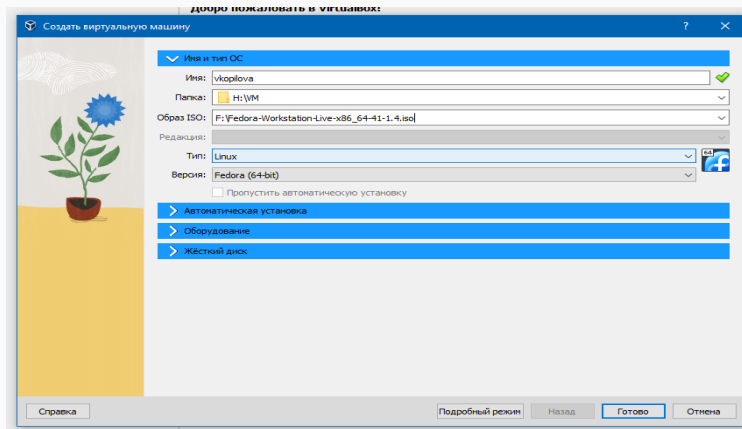 Добро пожаловать в VirtualBox!
Создать виртуальную машину
Имя и тип ОС
Имя: vkopilova
Папка: H:\VM
Образ ISO: F:\Fedora-Workstation-Live-x86_64-41-1.4.iso
Редакция:
Тип: Linux
64
Версия: Fedora (64-bit)
Пропустить автоматическую установку
Автоматическая установка
Оборудование
Жёсткий диск
Справка Подробный режим Назад Готово Отмена